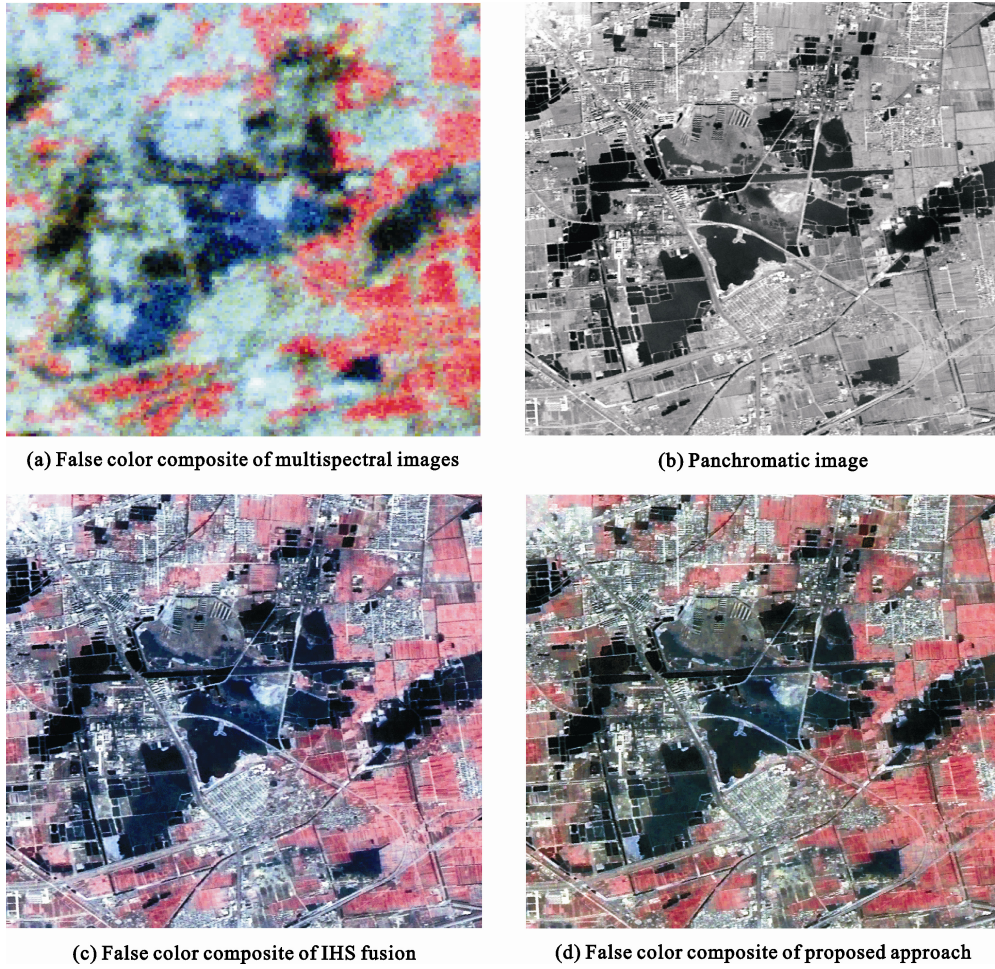 (a) False color composite of multispectral images
(b) Panchromatic image
(c) False color composite of IHS fusion
(d) False color composite of proposed approach